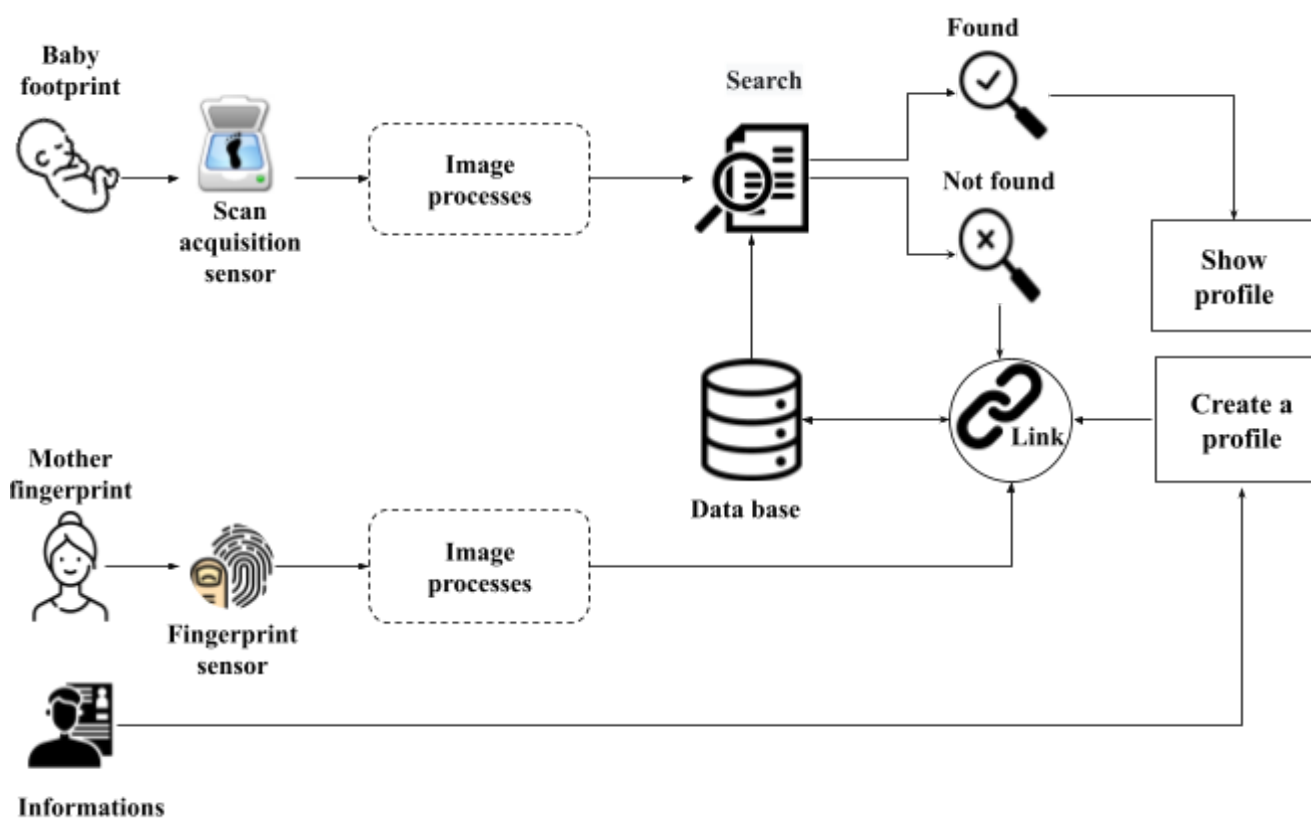 Baby
footprint
Scan
acquisition
sensor
Image
processes
Search
Found
Not found
Show
profile
Create a
profile
Link
Data base
Mother
fingerprint
Fingerprint
sensor
Image
processes
Informations